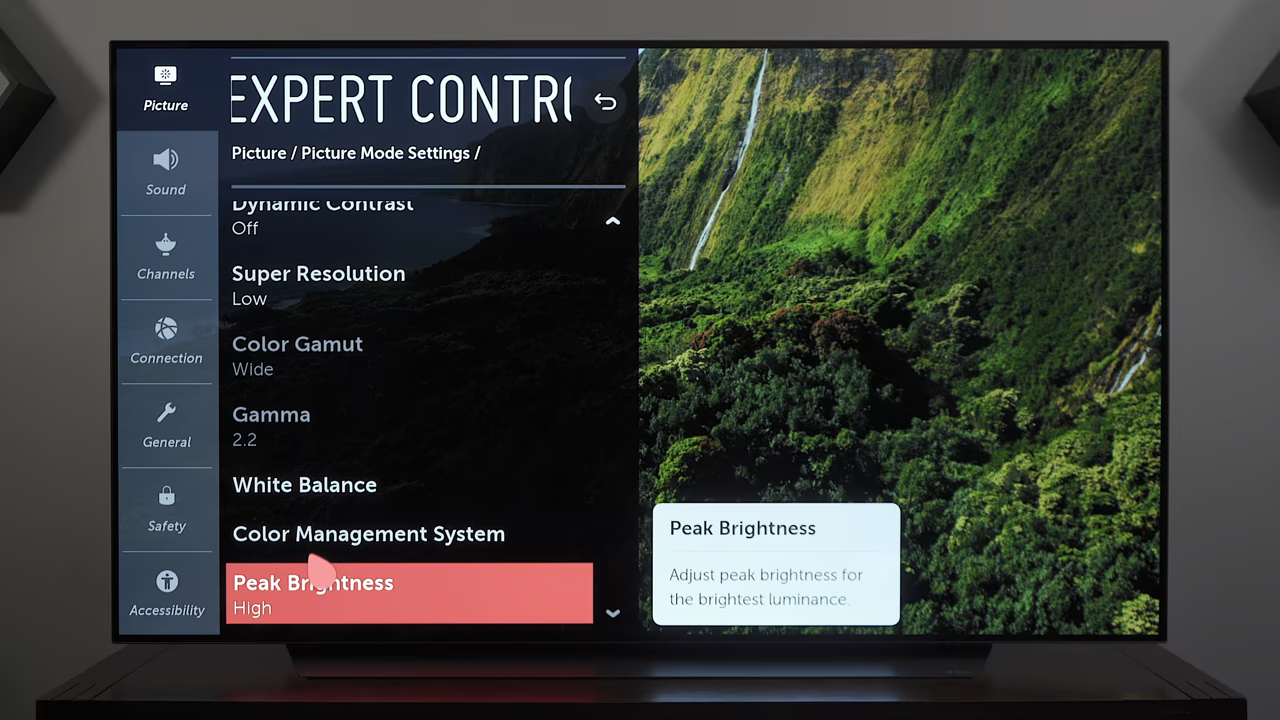 Picture
Sound
Channels
Connection
General
Safety
Accessibility
EXPERT CONTR
Picture / Picture Mode Settings /
Dynamic Contrast
Off
Super Resolution
Low
Color Gamut
Wide
Gamma
2.2
White Balance
Color Management System
Peak Brightness
High
Peak Brightness
Adjust peak brightness for
the brightest luminance.